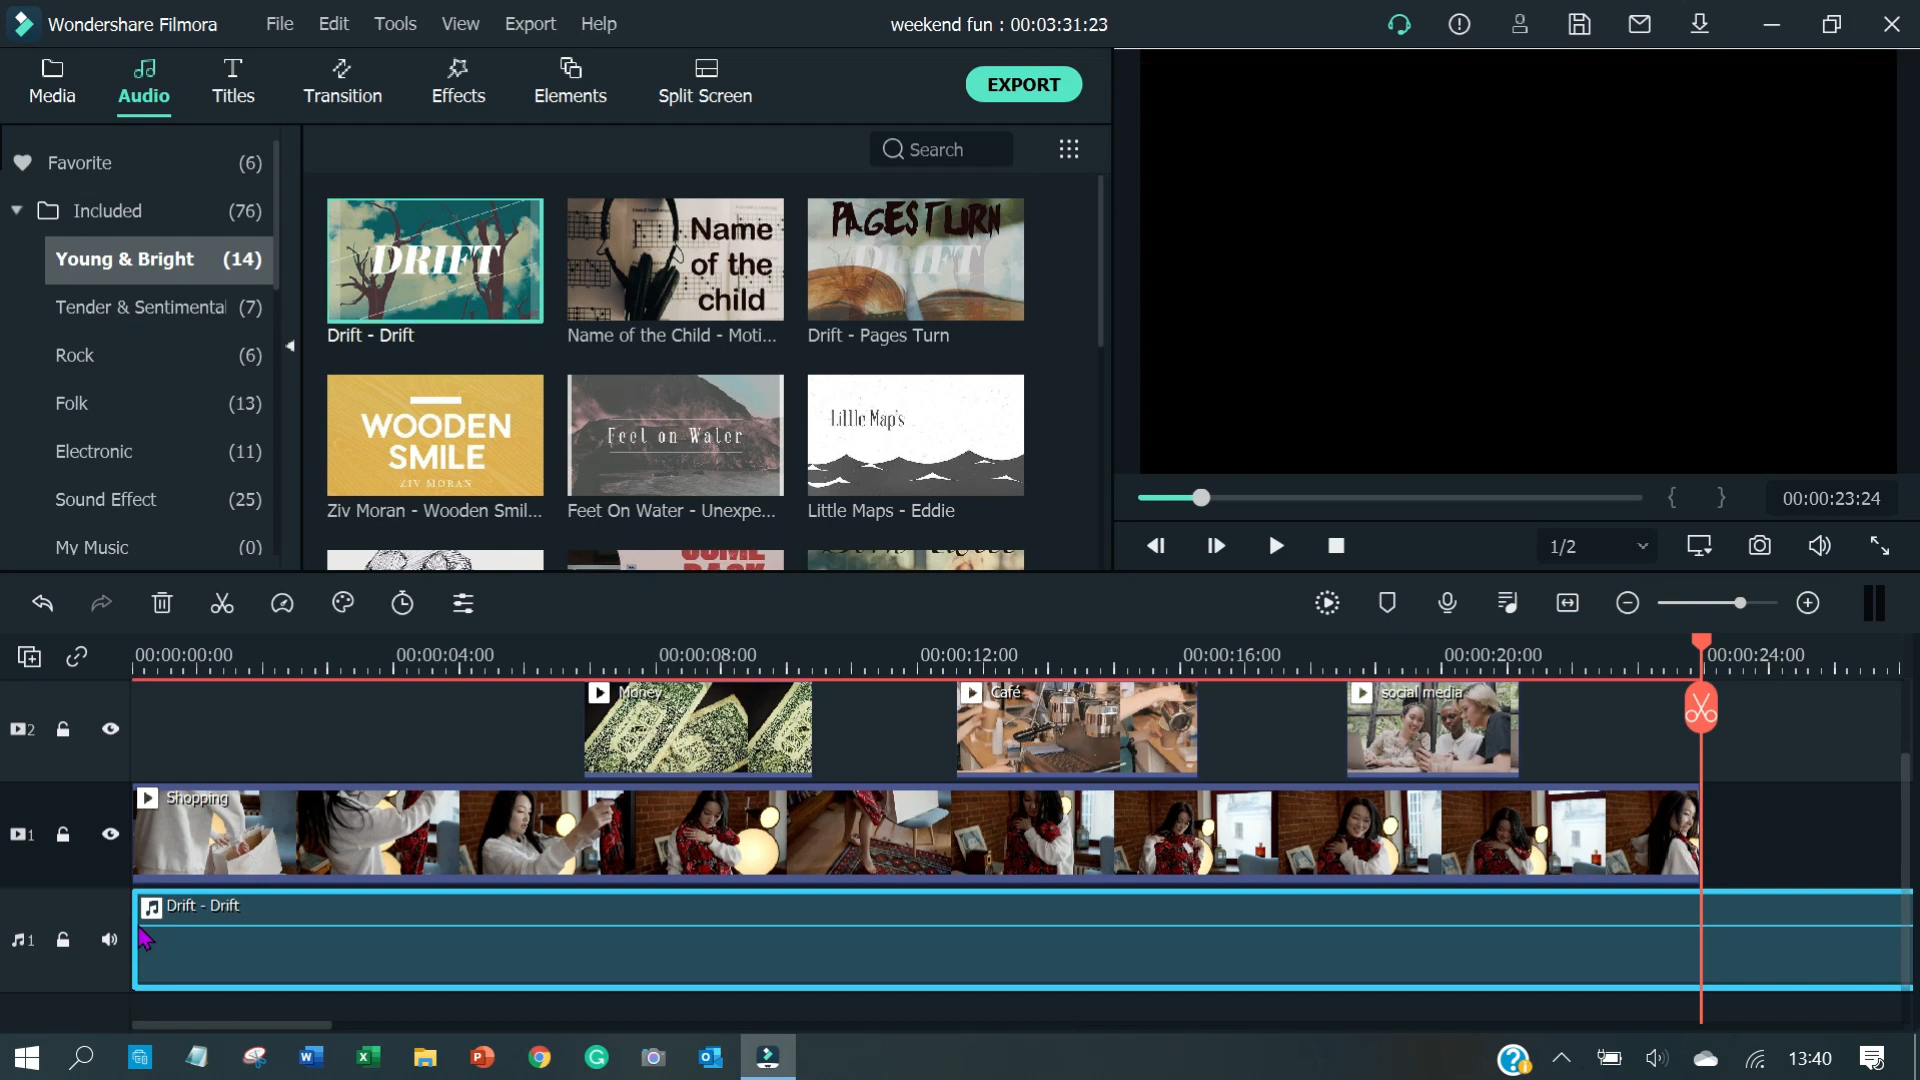 Wondershare Filmora File Edit Tools View Export Help weekend fun : 00:03:31:23
Media Audio Titles Transition Effects Elements Split Screen EXPORT
Favorite (6)
Search
Included (76)
Young & Bright (14)
Tender & Sentimental (7)
Rock (6)
Folk (13)
Electronic (11)
Sound Effect (25)
My Music (0)
DRIFT
Name
of the
child
PAGES TURN
DRIFT
Drift - Drift
Name of the Child - Moti...
Drift - Pages Turn
WOODEN
SMILE
ZIV MORAN
Feet on Water
Little Map's
Ziv Moran - Wooden Smil...
Feet On Water - Unexpe...
Little Maps - Eddie
COME
BACK
{ } 00:00:23:24
1/2
00:00:00:00 00:00:04:00 00:00:08:00 00:00:12:00 00:00:16:00 00:00:20:00 00:00:24:00
Money
Café
social media
2
Shopping
1
Drift - Drift
1
13:40